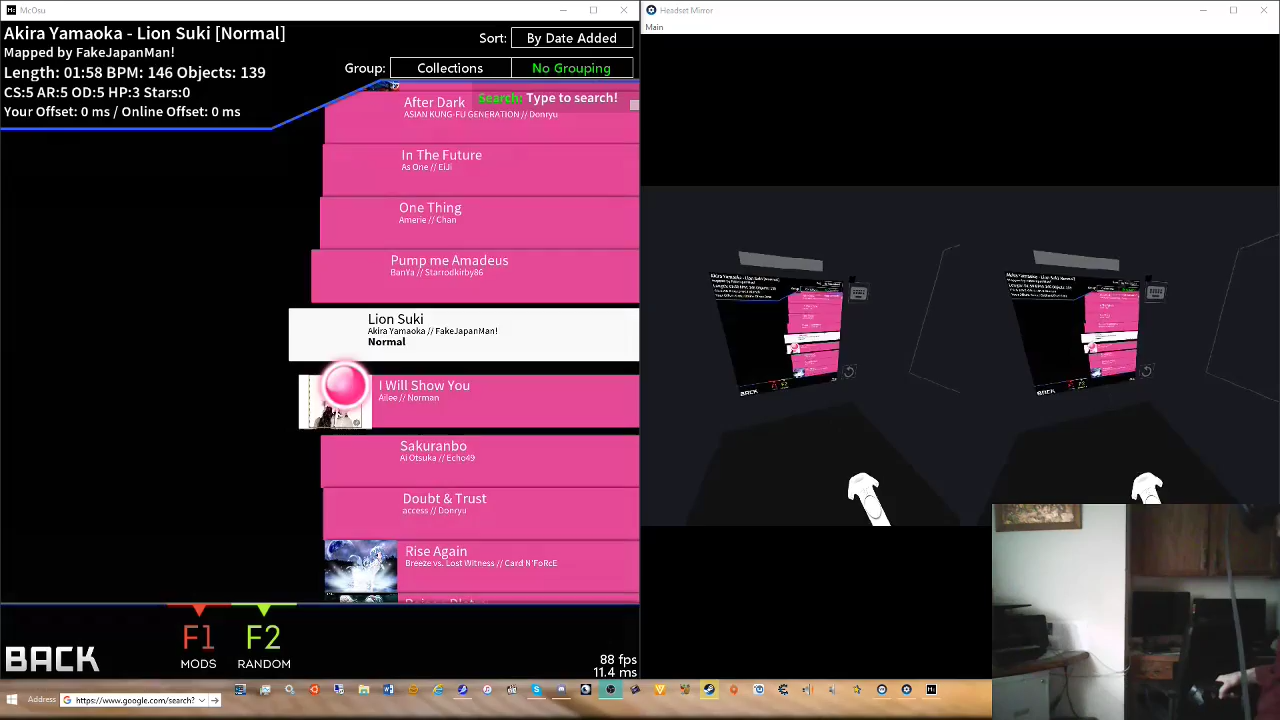 McOsu
Akira Yamaoka - Lion Suki [Normal]
Mapped by FakeJapanMan!
Length: 01:58 BPM: 146 Objects: 139
CS:5 AR:5 OD:5 HP:3 Stars:0
Your Offset: 0 ms / Online Offset: 0 ms
Sort: By Date Added
Group: Collections No Grouping
Search: Type to search!
After Dark
ASIAN KUNG-FU GENERATION // Donryu
In The Future
As One // EiJi
One Thing
Amerie // Chan
Pump me Amadeus
BanYa // Starrodkirby86
Lion Suki
Akira Yamaoka // FakeJapanMan!
Normal
I Will Show You
Ailee // Norman
Sakuranbo
Ai Otsuka // Echo49
Doubt & Trust
access // Donryu
Rise Again
Breeze vs. Lost Witness // Card N'FoRcE
BACK
F1
MODS
F2
RANDOM
88 fps
11.4 ms
Headset Mirror
Main
BACK
BACK
Address https://www.google.com/search?